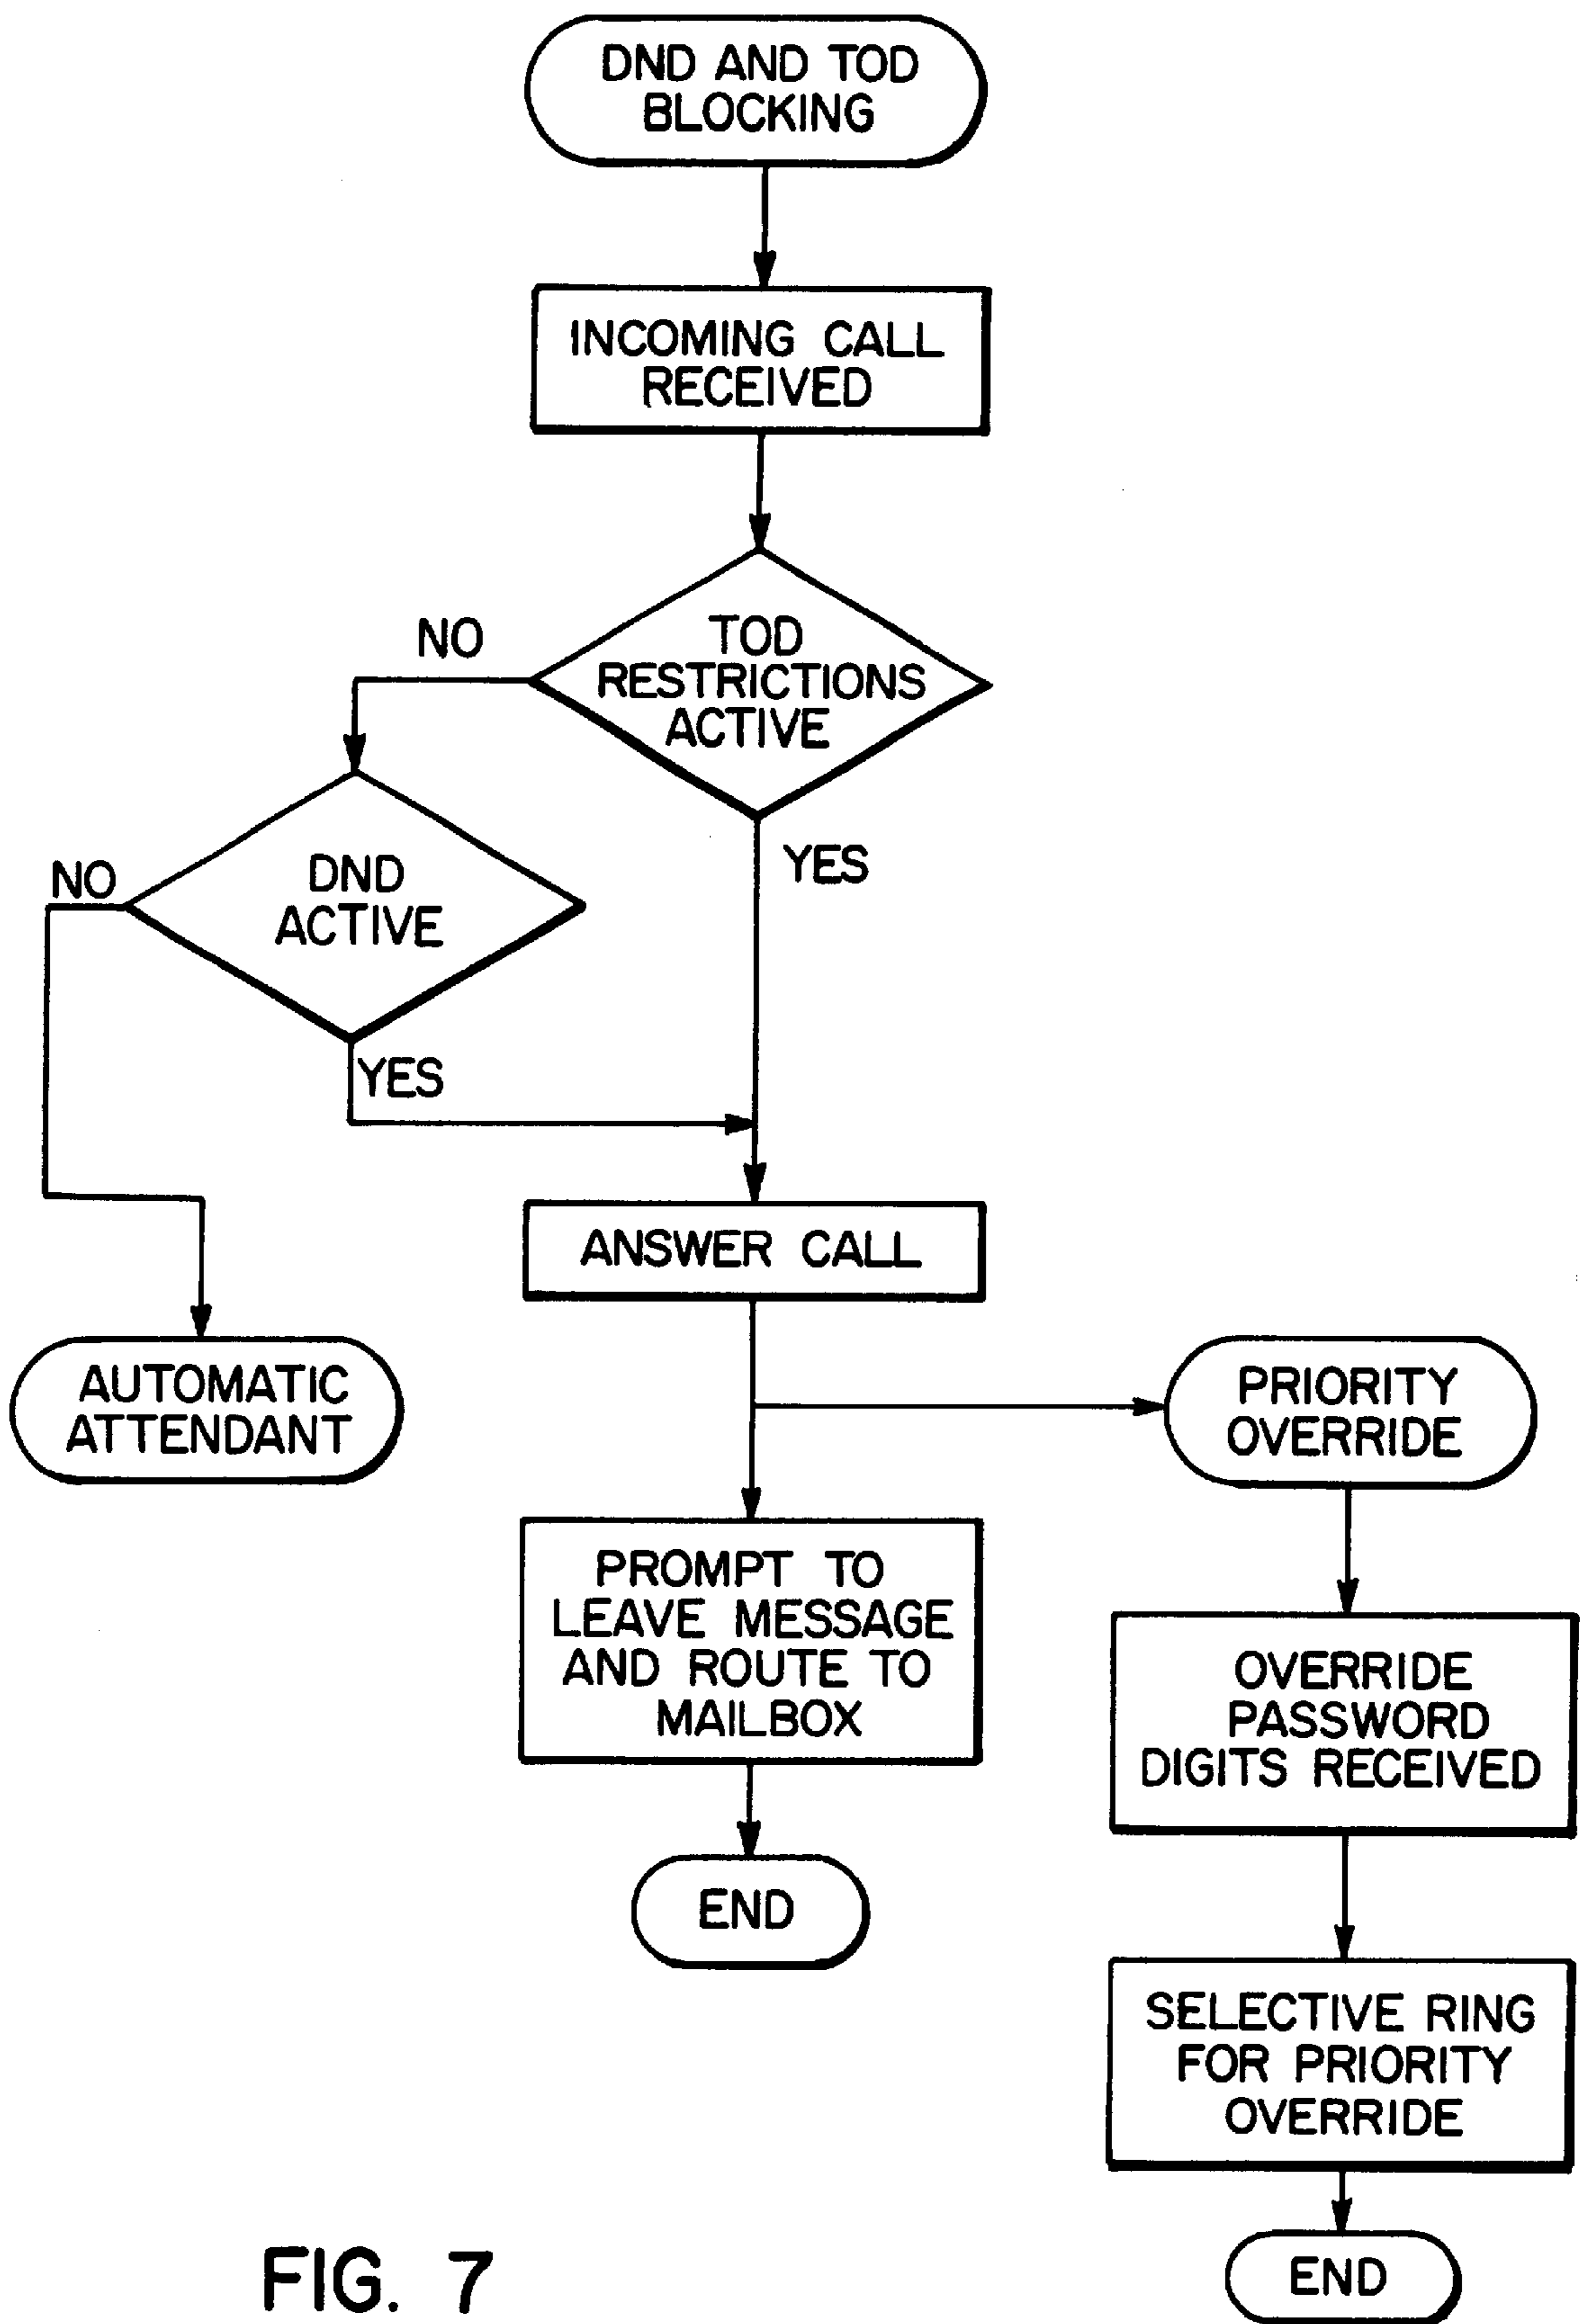 DND AND TOD
BLOCKING
INCOMING CALL
RECEIVED
NO
TOD
RESTRICTIONS
ACTIVE
YES
NO
DND
ACTIVE
YES
ANSWER CALL
AUTOMATIC
ATTENDANT
PRIORITY
OVERRIDE
PROMPT TO
LEAVE MESSAGE
AND ROUTE TO
MAILBOX
END
OVERRIDE
PASSWORD
DIGITS RECEIVED
SELECTIVE RING
FOR PRIORITY
OVERRIDE
END
FIG. 7